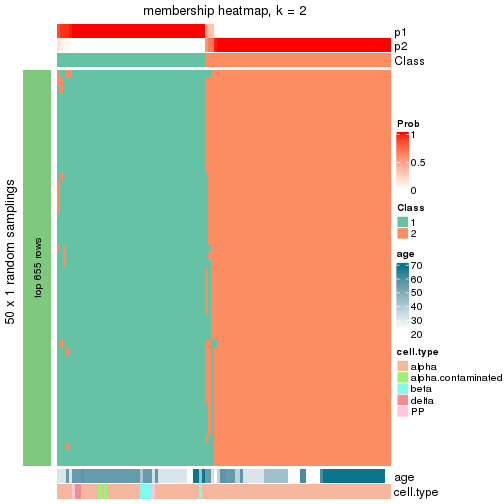 membership heatmap, k = 2
p1
p2
Class
50 x 1 random samplings
top 655 rows
Prob
1
0.5
0
Class
1
2
age
70
60
50
40
30
20
cell.type
alpha
alpha.contaminated
beta
delta
PP
age
cell.type